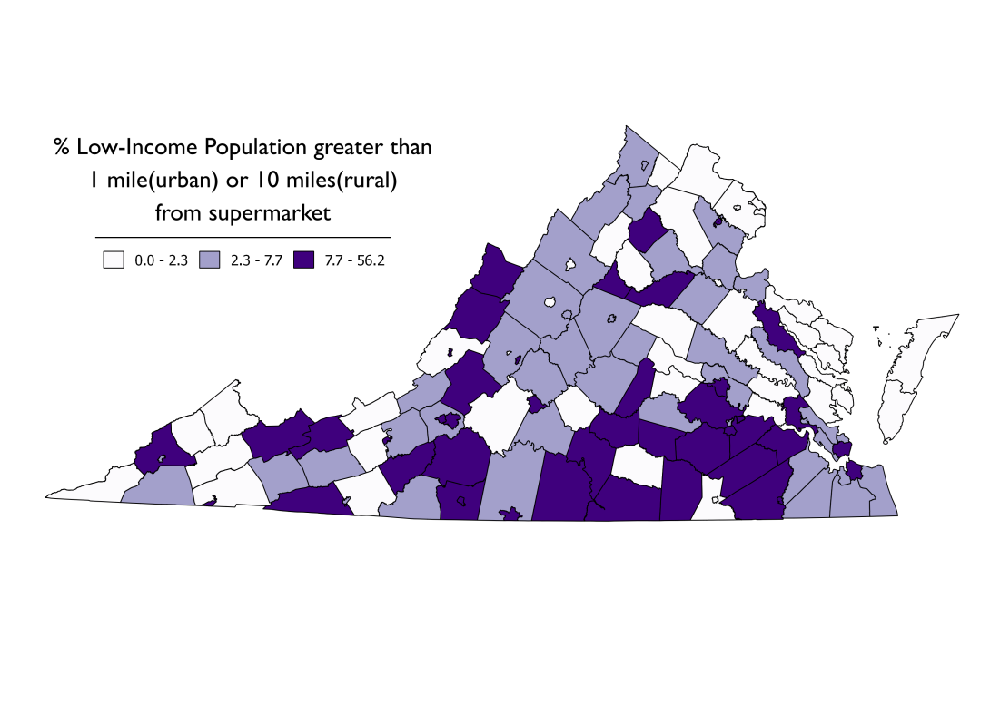 % Low-Income Population greater than
1 mile(urban) or 10 miles(rural)
from supermarket
0.0 - 2.3 2.3 - 7.7 7.7 - 56.2